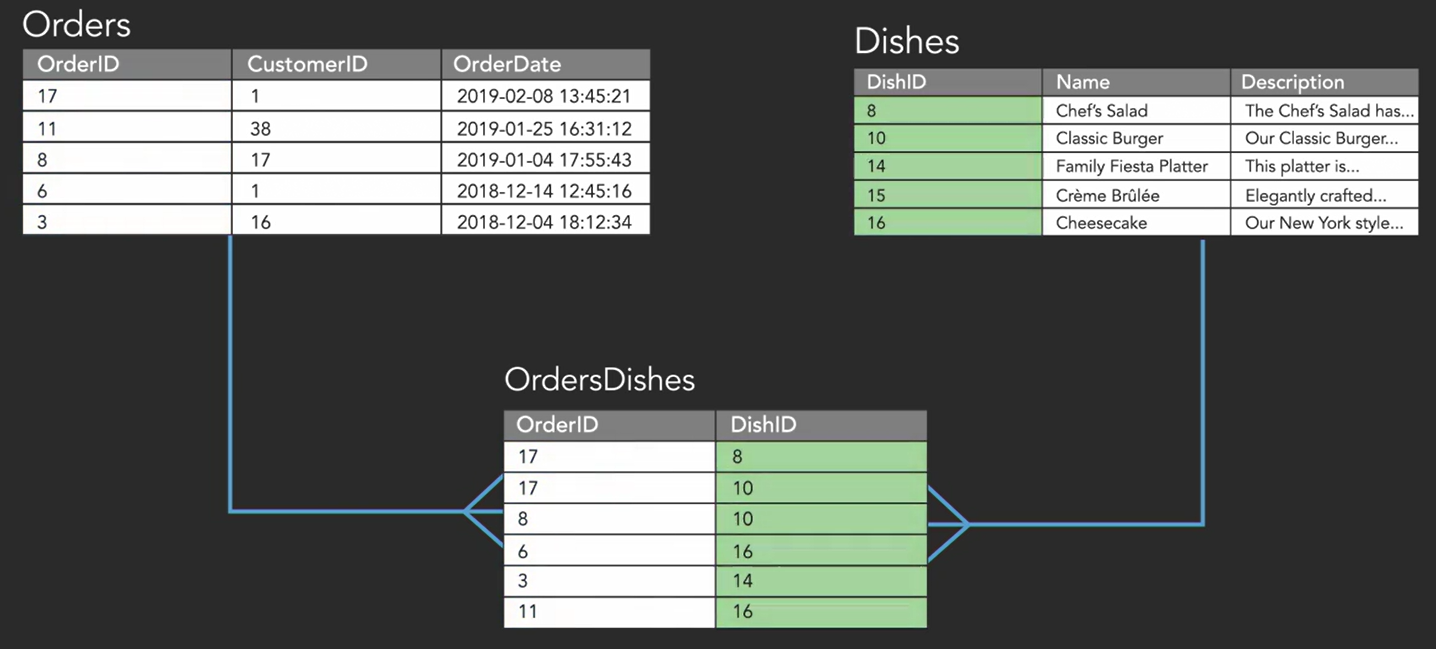 Orders
OrderID CustomerID OrderDate
17 1 2019-02-08 13:45:21
11 38 2019-01-25 16:31:12
8 17 2019-01-04 17:55:43
6 1 2018-12-14 12:45:16
3 16 2018-12-04 18:12:34
Dishes
DishID Name Description
8 Chef’s Salad The Chef’s Salad has...
10 Classic Burger Our Classic Burger...
14 Family Fiesta Platter This platter is...
15 Crème Brûlée Elegantly crafted...
16 Cheesecake Our New York style...
OrdersDishes
OrderID DishID
17 8
17 10
8 10
6 16
3 14
11 16